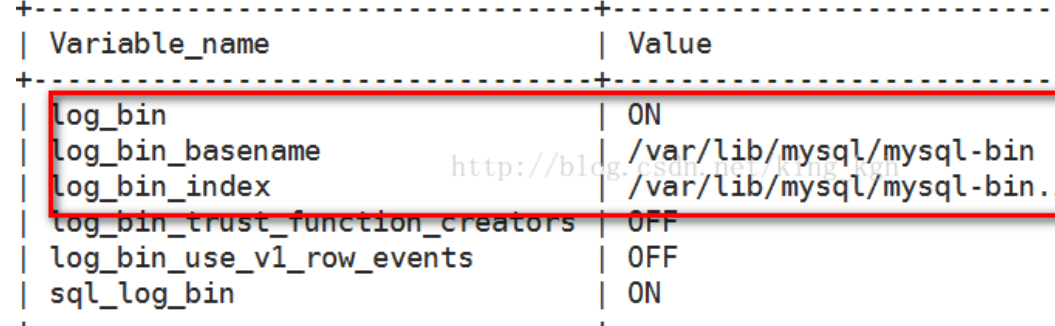 +---------------------------------+--------------------------
| Variable_name | Value
+---------------------------------+--------------------------
| log_bin | ON
| log_bin_basename | /var/lib/mysql/mysql-bin
http://blog.csdn.net/king_kgh
| log_bin_index | /var/lib/mysql/mysql-bin..
| log_bin_trust_function_creators | OFF
| log_bin_use_v1_row_events | OFF
| sql_log_bin | ON